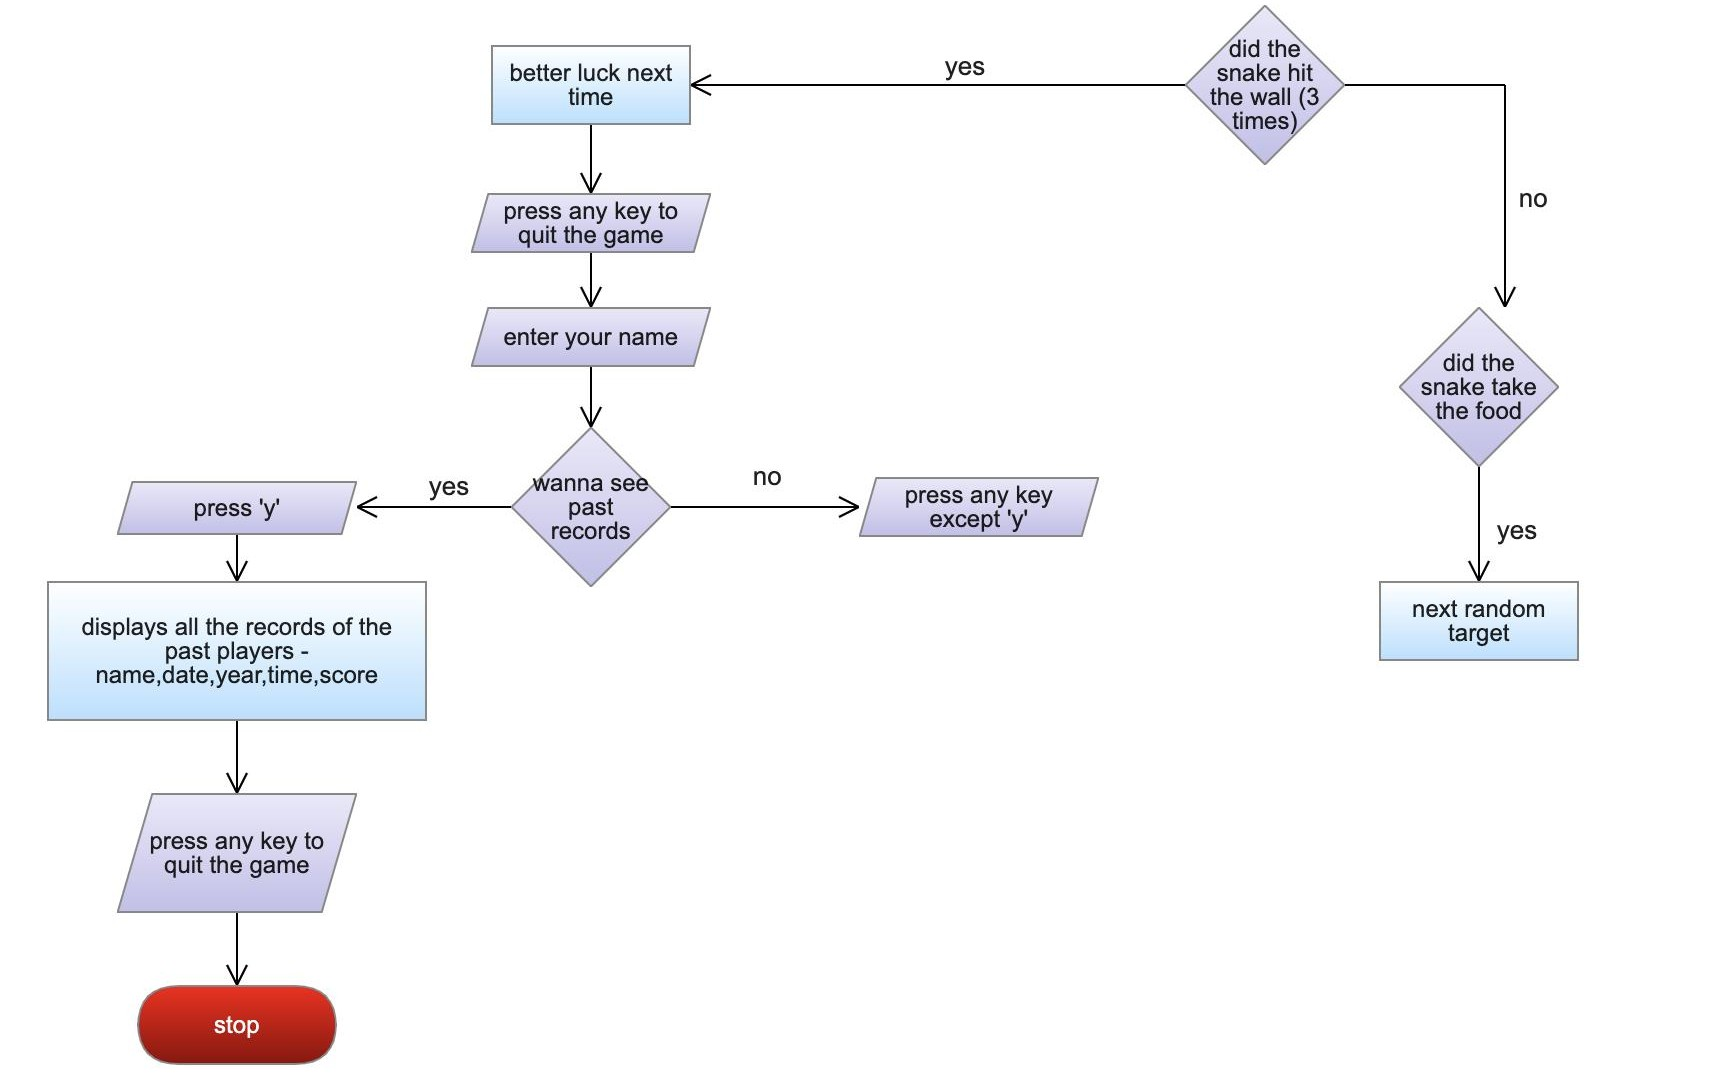 better luck next
time
yes
did the
snake hit
the wall (3
times)
no
press any key to
quit the game
enter your name
did the
snake take
the food
wanna see
past
records
yes
no
press 'y'
press any key
except 'y'
yes
displays all the records of the
past players -
name,date,year,time,score
next random
target
press any key to
quit the game
stop